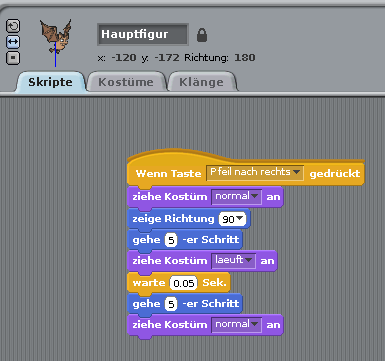 Hauptfigur
x: -120 y: -172 Richtung: 180
Skripte Kostüme Klänge
Wenn Taste Pfeil nach rechts gedrückt
ziehe Kostüm normal an
zeige Richtung 90
gehe 5 -er Schritt
ziehe Kostüm laeuft an
warte 0.05 Sek.
gehe 5 -er Schritt
ziehe Kostüm normal an